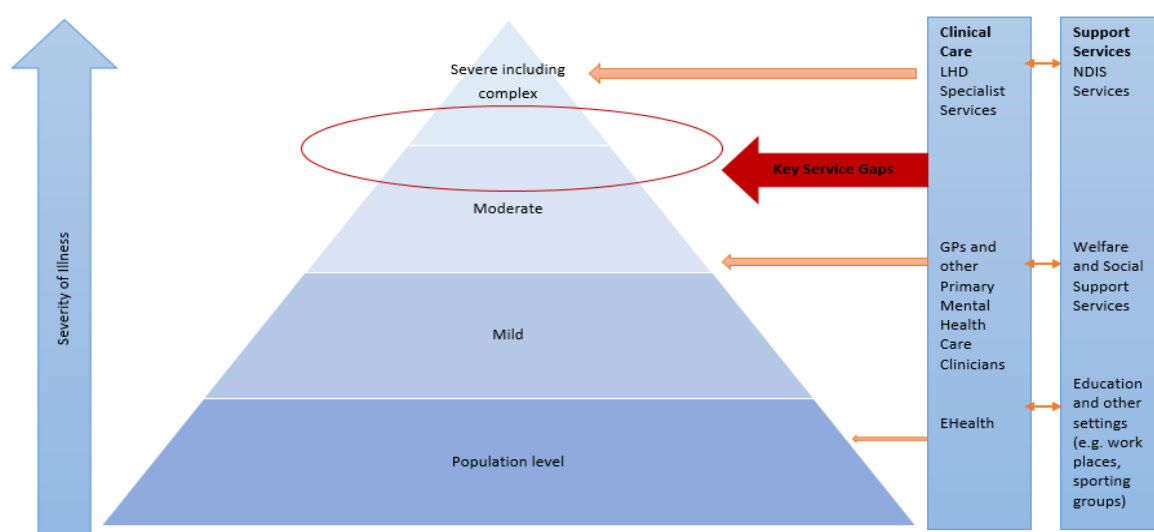 Severity of Illness
Severe including
complex
Moderate
Mild
Population level
Key Service Gaps
Clinical
Care
LHD
Specialist
Services
GPs and
other
Primary
Mental
Health
Care
Clinicians
EHealth
Support
Services
NDIS
Services
Welfare
and Social
Support
Services
Education
and other
settings
(e.g. work
places,
sporting
groups)